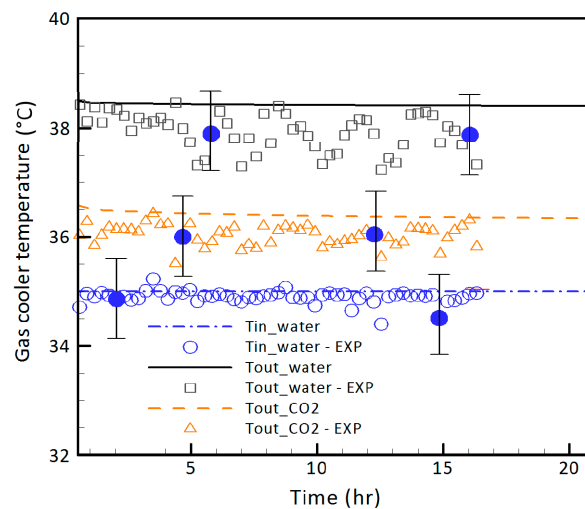 40
38
36
34
32
Gas cooler temperature (°C)
Tin_water
Tin_water - EXP
Tout_water
Tout_water - EXP
Tout_CO2
Tout_CO2 - EXP
5 10 15 20
Time (hr)